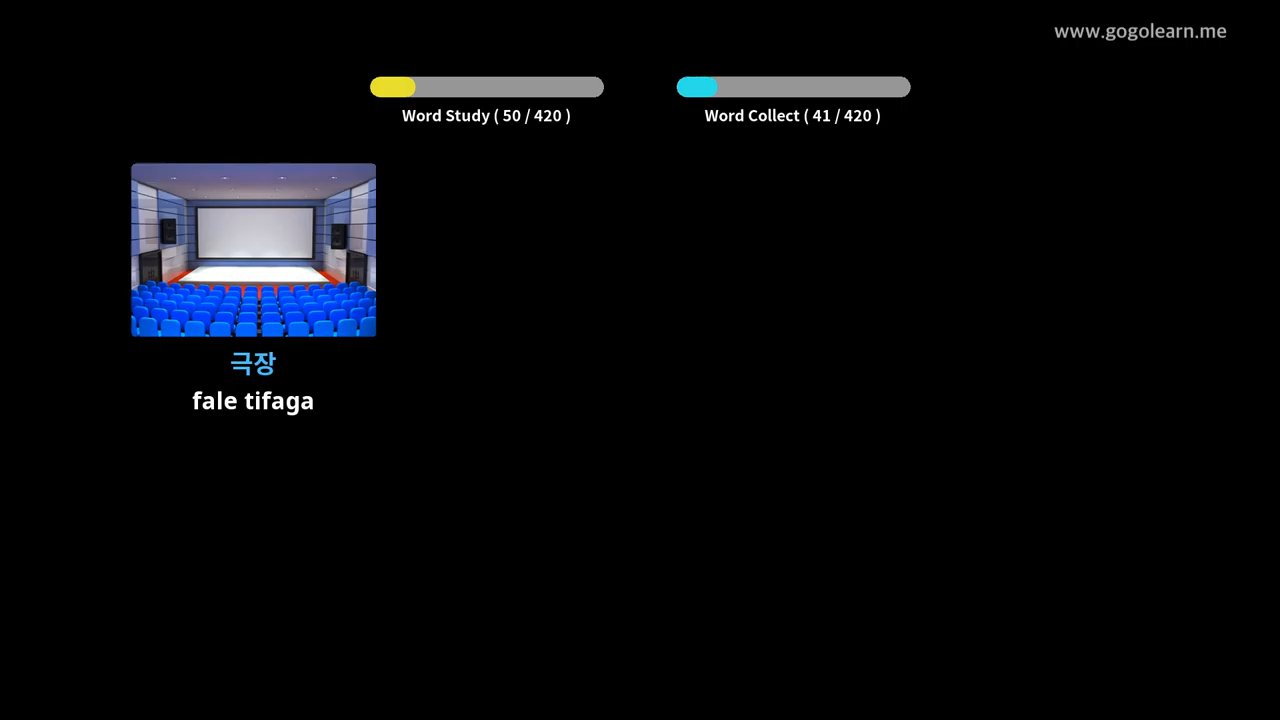 www.gogolearn.me
Word Study ( 50 / 420 )
Word Collect ( 41 / 420 )
극장
fale tifaga